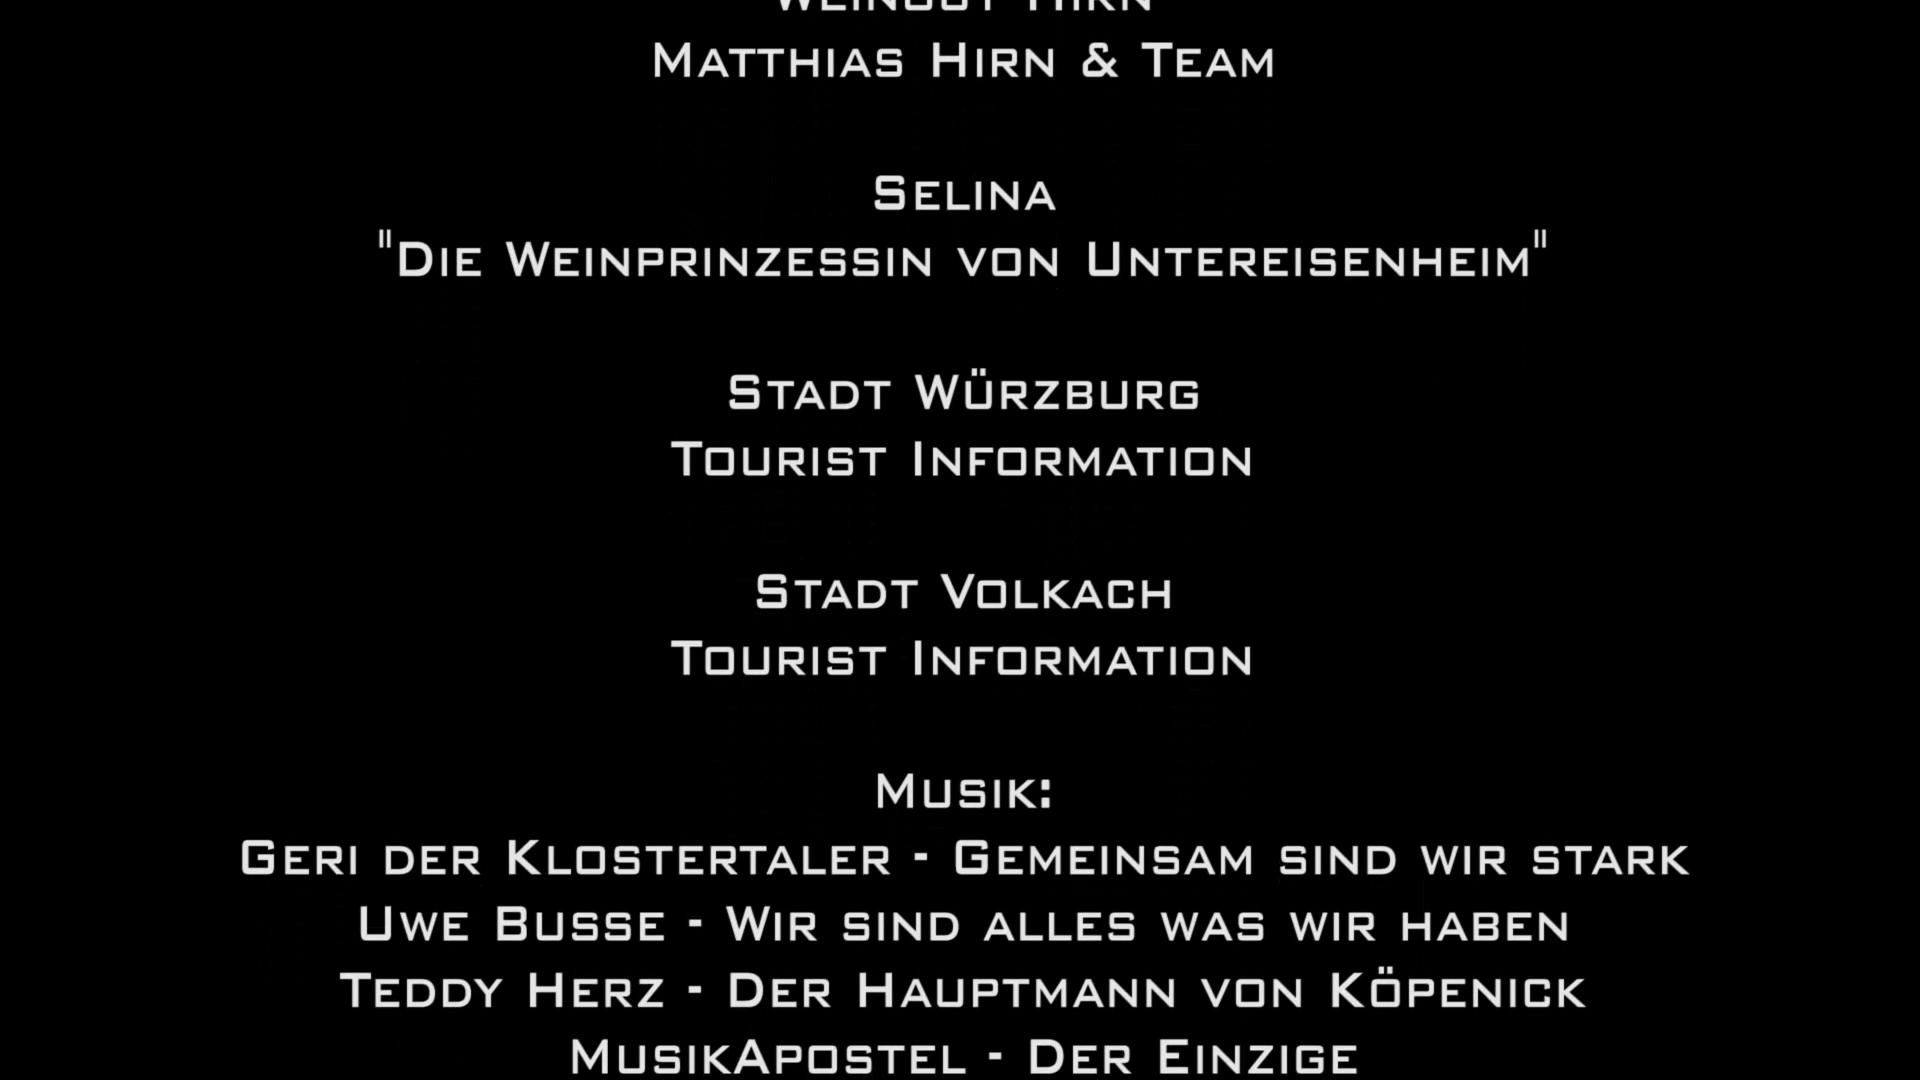 Weingut Hirn
Matthias Hirn & Team
Selina
"Die Weinprinzessin von Untereisenheim"
Stadt Würzburg
Tourist Information
Stadt Volkach
Tourist Information
Musik:
Geri der Klostertaler - Gemeinsam sind wir stark
Uwe Busse - Wir sind alles was wir haben
Teddy Herz - Der Hauptmann von Köpenick
MusikApostel - Der Einzige